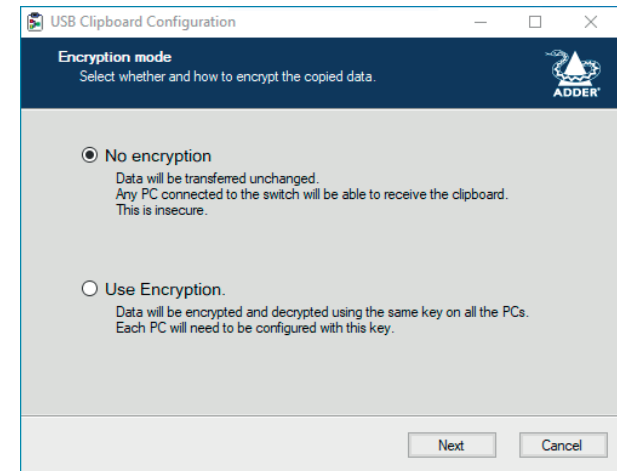 USB Clipboard Configuration
Encryption mode
Select whether and how to encrypt the copied data.
ADDER®
No encryption
Data will be transferred unchanged.
Any PC connected to the switch will be able to receive the clipboard.
This is insecure.
Use Encryption.
Data will be encrypted and decrypted using the same key on all the PCs.
Each PC will need to be configured with this key.
Next
Cancel